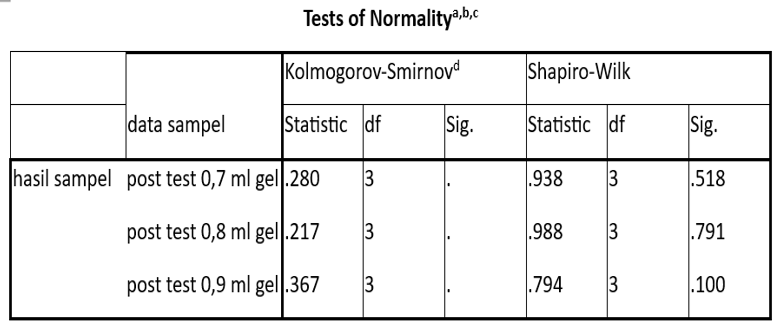 Tests of Normalitya,b,c
Kolmogorov-Smirnovd Shapiro-Wilk
data sampel Statistic df Sig. Statistic df Sig.
hasil sampel post test 0,7 ml gel .280 3 . .938 3 .518
post test 0,8 ml gel .217 3 . .988 3 .791
post test 0,9 ml gel .367 3 . .794 3 .100